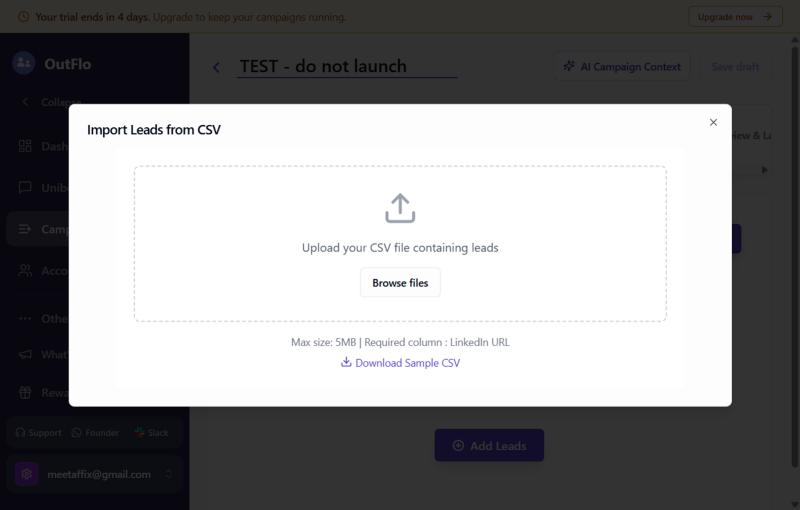 Your trial ends in 4 days. Upgrade to keep your campaigns running.
Upgrade now
OutFlo
TEST - do not launch
AI Campaign Context
Save draft
Import Leads from CSV
Upload your CSV file containing leads
Browse files
Max size: 5MB | Required column : LinkedIn URL
Download Sample CSV
Support
Founder
Slack
Add Leads
meetaffix@gmail.com